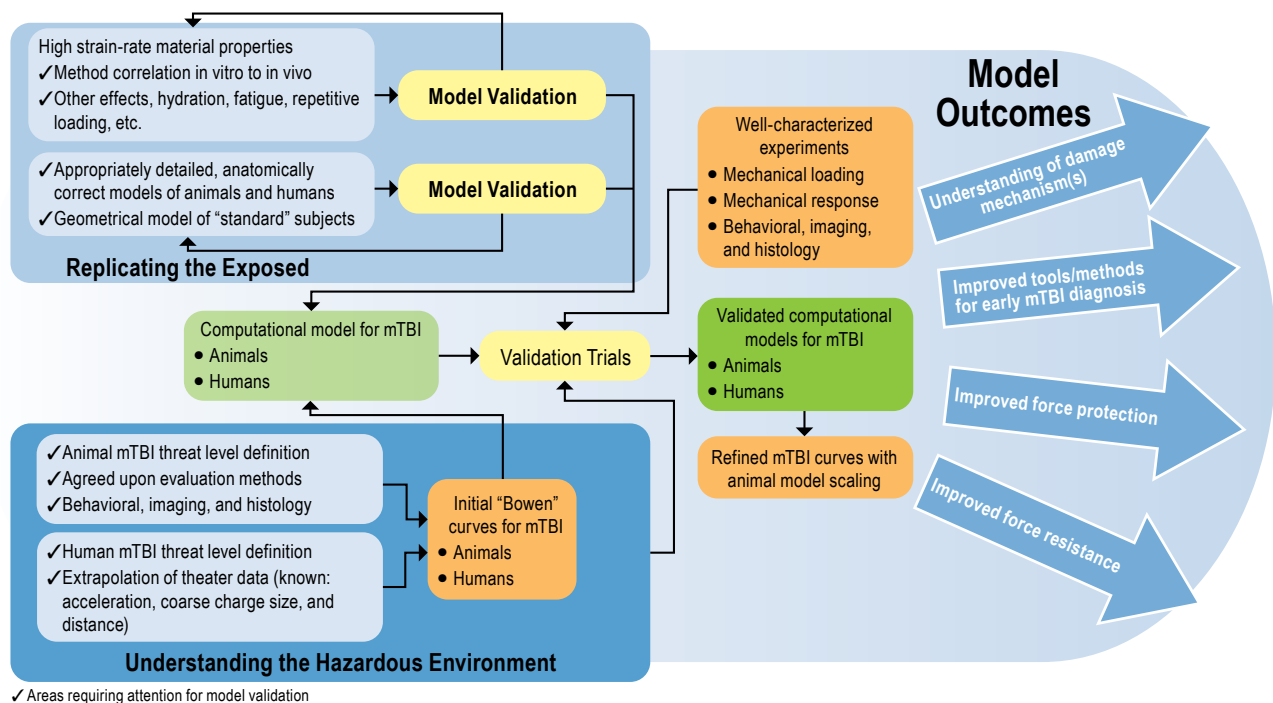 High strain-rate material properties
✓Method correlation in vitro to in vivo
✓Other effects, hydration, fatigue, repetitive
loading, etc.
Model Validation
✓Appropriately detailed, anatomically
correct models of animals and humans
✓Geometrical model of “standard” subjects
Model Validation
Replicating the Exposed
Computational model for mTBI
• Animals
• Humans
Validation Trials
Well-characterized
experiments
• Mechanical loading
• Mechanical response
• Behavioral, imaging,
and histology
Validated computational
models for mTBI
• Animals
• Humans
Refined mTBI curves with
animal model scaling
✓Animal mTBI threat level definition
✓Agreed upon evaluation methods
✓Behavioral, imaging, and histology
✓Human mTBI threat level definition
✓Extrapolation of theater data (known:
acceleration, coarse charge size, and
distance)
Initial “Bowen”
curves for mTBI
• Animals
• Humans
Understanding the Hazardous Environment
Model
Outcomes
Understanding of damage
mechanism(s)
Improved tools/methods
for early mTBI diagnosis
Improved force protection
Improved force resistance
✓ Areas requiring attention for model validation